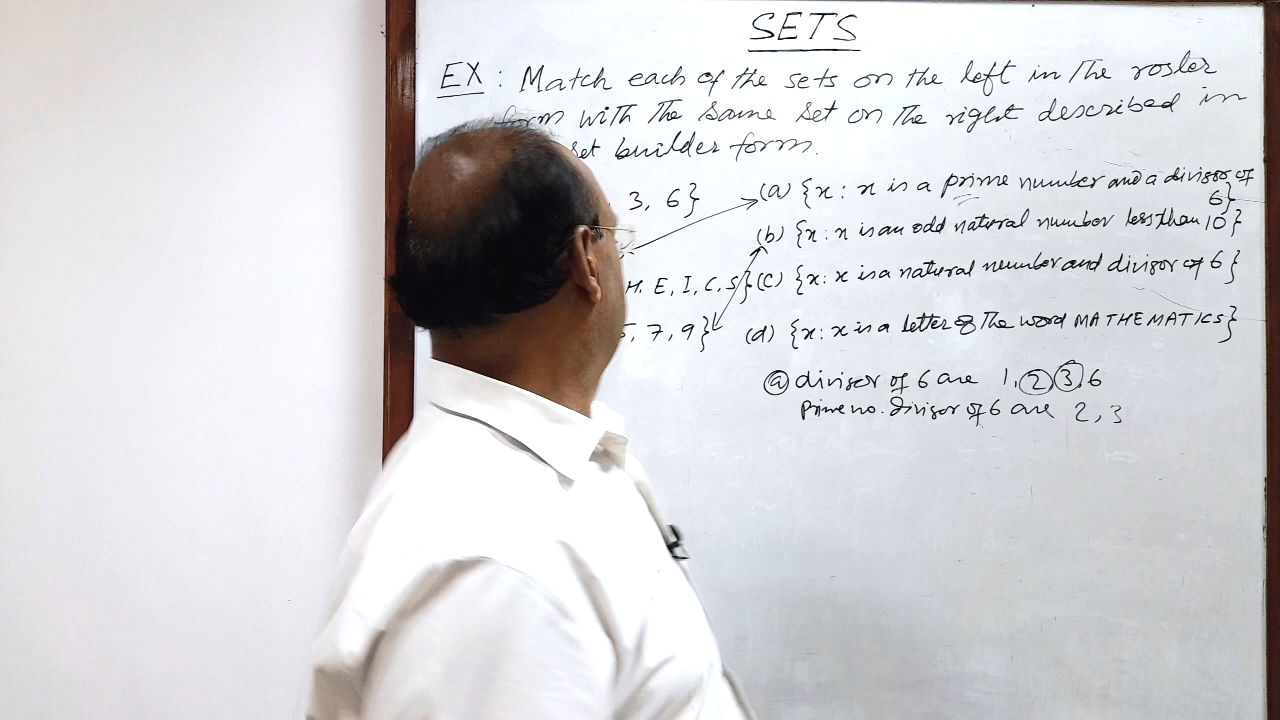 SETS
EX : Match each of the sets on the left in the roster
form with the same set on the right described in
set builder form.
, 3, 6}
(a) {x : x is a prime number and a divisor of
6}
(b) {x : x is an odd natural number less than 10}
H, E, I, C, S}
(c) {x : x is a natural number and divisor of 6}
5, 7, 9}
(d) {x : x is a letter of the word MATHEMATICS}
(a) divisor of 6 are 1, 2, 3, 6
Prime no. divisor of 6 are 2, 3